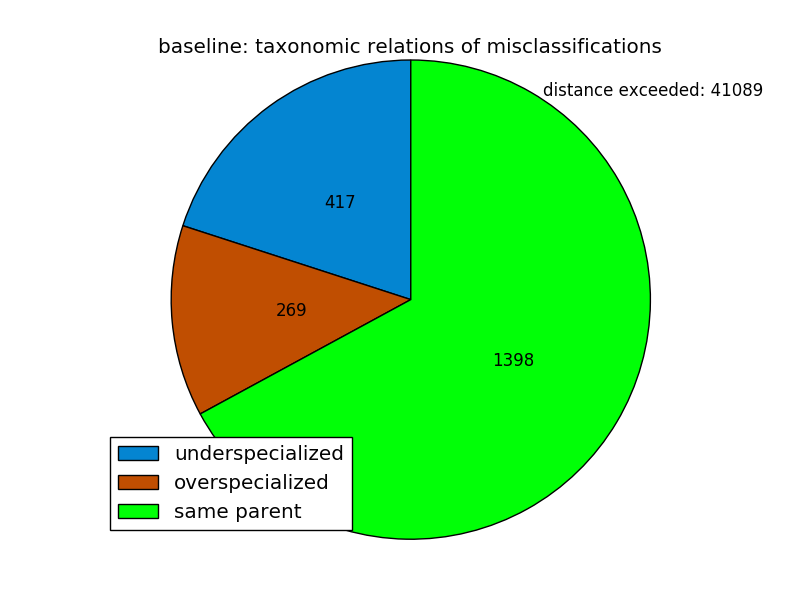 baseline: taxonomic relations of misclassifications
distance exceeded: 41089
417
269
1398
underspecialized
overspecialized
same parent